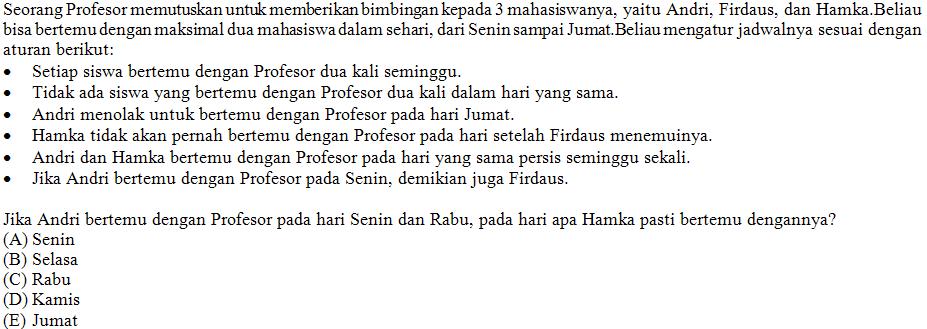 Seorang Profesor memutuskan untuk memberikan bimbingan kepada 3 mahasiswanya, yaitu Andri, Firdaus, dan Hamka.Beliau
bisa bertemu dengan maksimal dua mahasiswa dalam sehari, dari Senin sampai Jumat.Beliau mengatur jadwalnya sesuai dengan
aturan berikut:
• Setiap siswa bertemu dengan Profesor dua kali seminggu.
• Tidak ada siswa yang bertemu dengan Profesor dua kali dalam hari yang sama.
• Andri menolak untuk bertemu dengan Profesor pada hari Jumat.
• Hamka tidak akan pernah bertemu dengan Profesor pada hari setelah Firdaus menemuinya.
• Andri dan Hamka bertemu dengan Profesor pada hari yang sama persis seminggu sekali.
• Jika Andri bertemu dengan Profesor pada Senin, demikian juga Firdaus.
Jika Andri bertemu dengan Profesor pada hari Senin dan Rabu, pada hari apa Hamka pasti bertemu dengannya?
(A) Senin
(B) Selasa
(C) Rabu
(D) Kamis
(E) Jumat